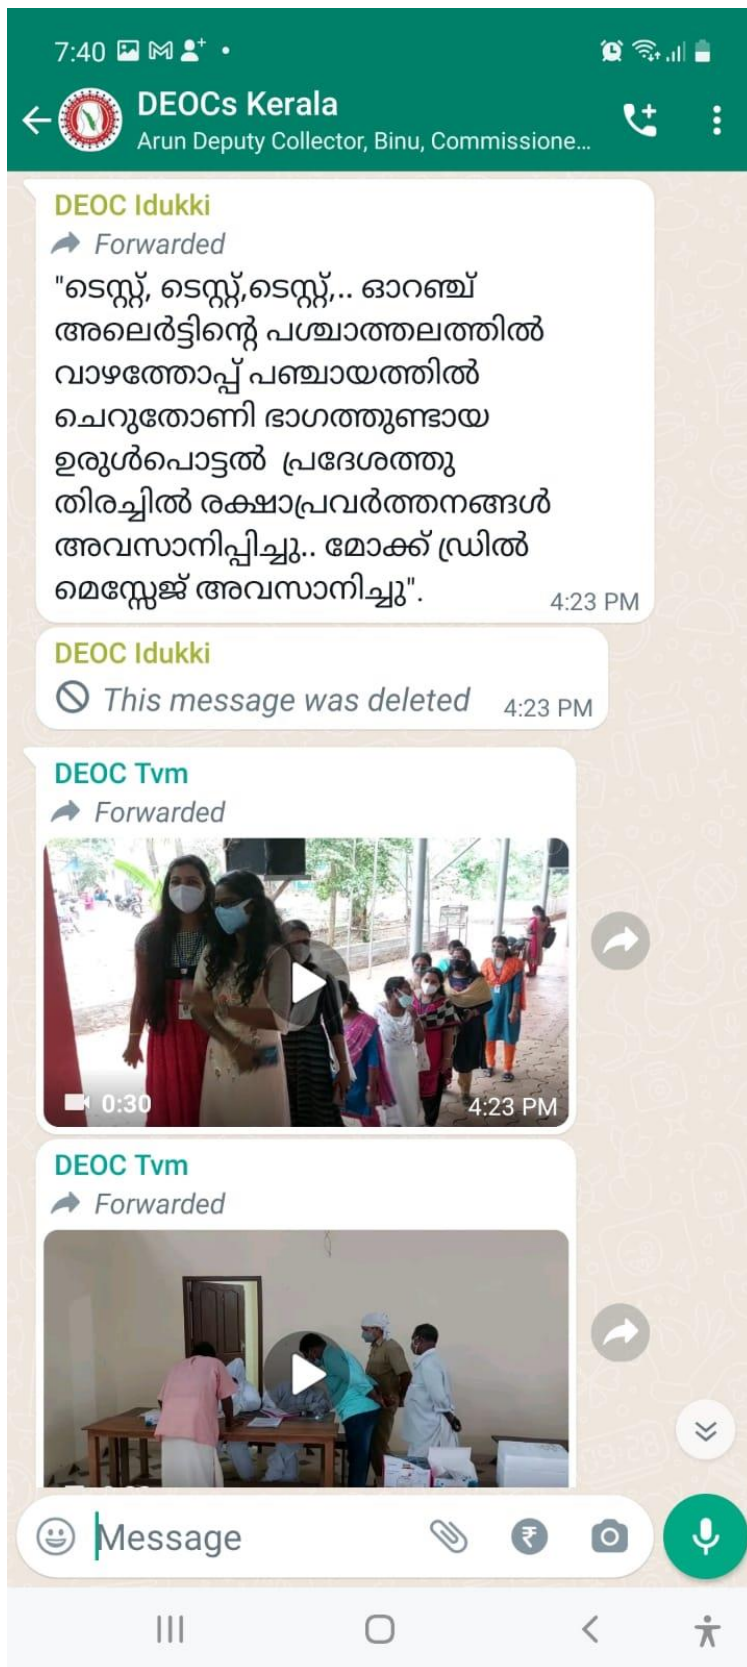 7:40
DEOCs Kerala
Arun Deputy Collector, Binu, Commissione...
DEOC Idukki
Forwarded
"ടെസ്റ്റ്, ടെസ്റ്റ്,ടെസ്റ്റ്,.. ഓറഞ്ച്
അലെർട്ടിന്റെ പശ്ചാത്തലത്തിൽ
വാഴത്തോപ്പ് പഞ്ചായത്തിൽ
ചെറുതോണി ഭാഗത്തുണ്ടായ
ഉരുൾപൊട്ടൽ  പ്രദേശത്തു
തിരച്ചിൽ രക്ഷാപ്രവർത്തനങ്ങൾ
അവസാനിപ്പിച്ചു.. മോക്ക് ഡ്രിൽ
മെസ്സേജ് അവസാനിച്ചു".
4:23 PM
DEOC Idukki
This message was deleted 4:23 PM
DEOC Tvm
Forwarded
0:30 4:23 PM
DEOC Tvm
Forwarded
Message